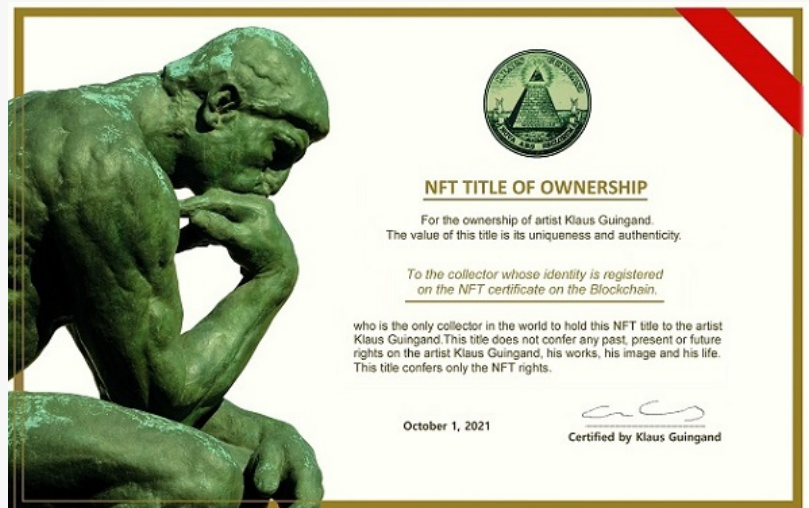 NFT TITLE OF OWNERSHIP
For the ownership of artist Klaus Guingand.
The value of this title is its uniqueness and authenticity.
To the collector whose identity is registered
on the NFT certificate on the Blockchain.
who is the only collector in the world to hold this NFT title to the artist
Klaus Guingand.This title does not confer any past, present or future
rights on the artist Klaus Guingand, his works, his image and his life.
This title confers only the NFT rights.
October 1, 2021
Certified by Klaus Guingand